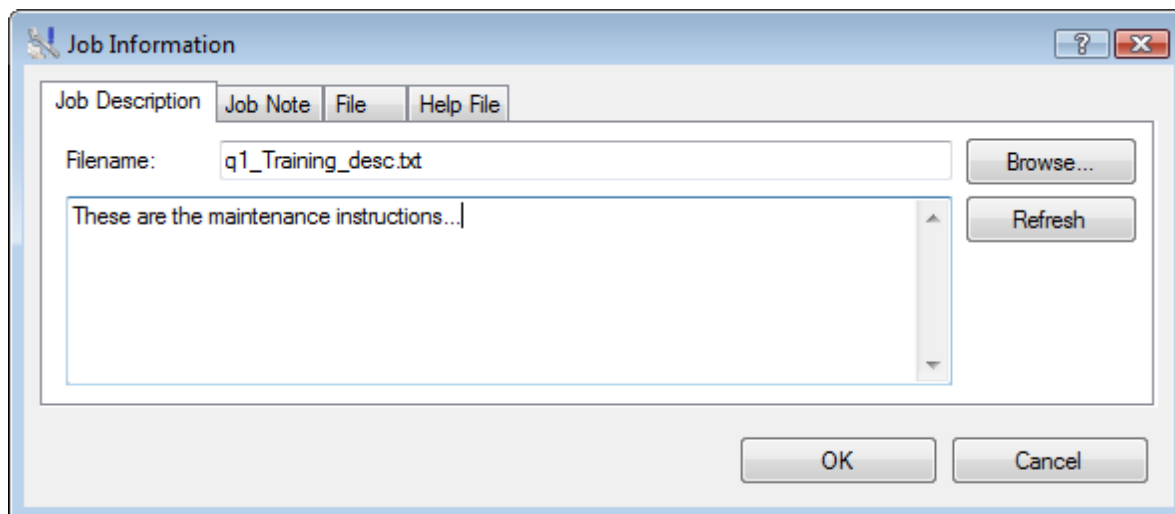 Job Information
Job Description Job Note File Help File
Filename: q1_Training_desc.txt Browse...
These are the maintenance instructions... Refresh
OK Cancel